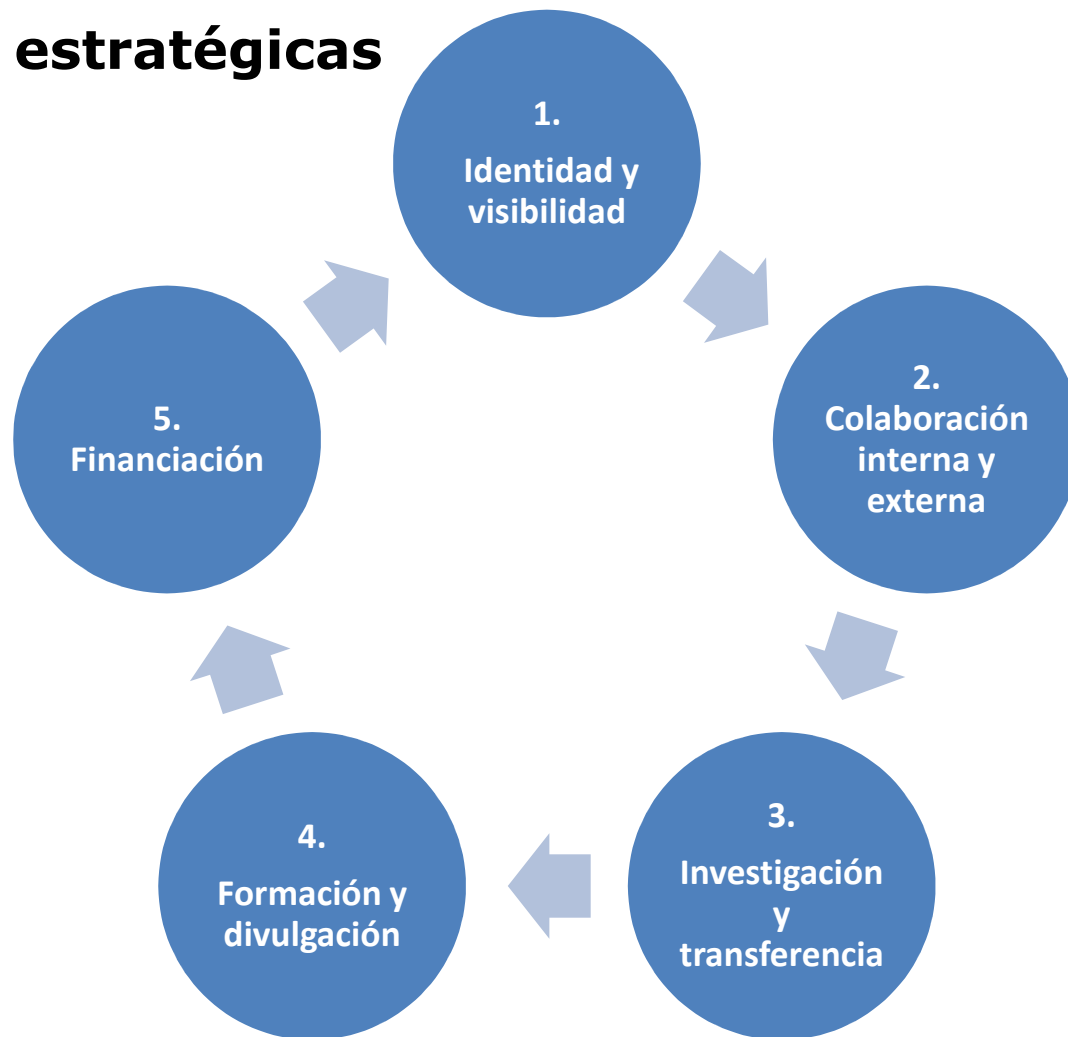 estratégicas
1.
Identidad y
visibilidad
2.
Colaboración
interna y
externa
3.
Investigación
y
transferencia
4.
Formación y
divulgación
5.
Financiación